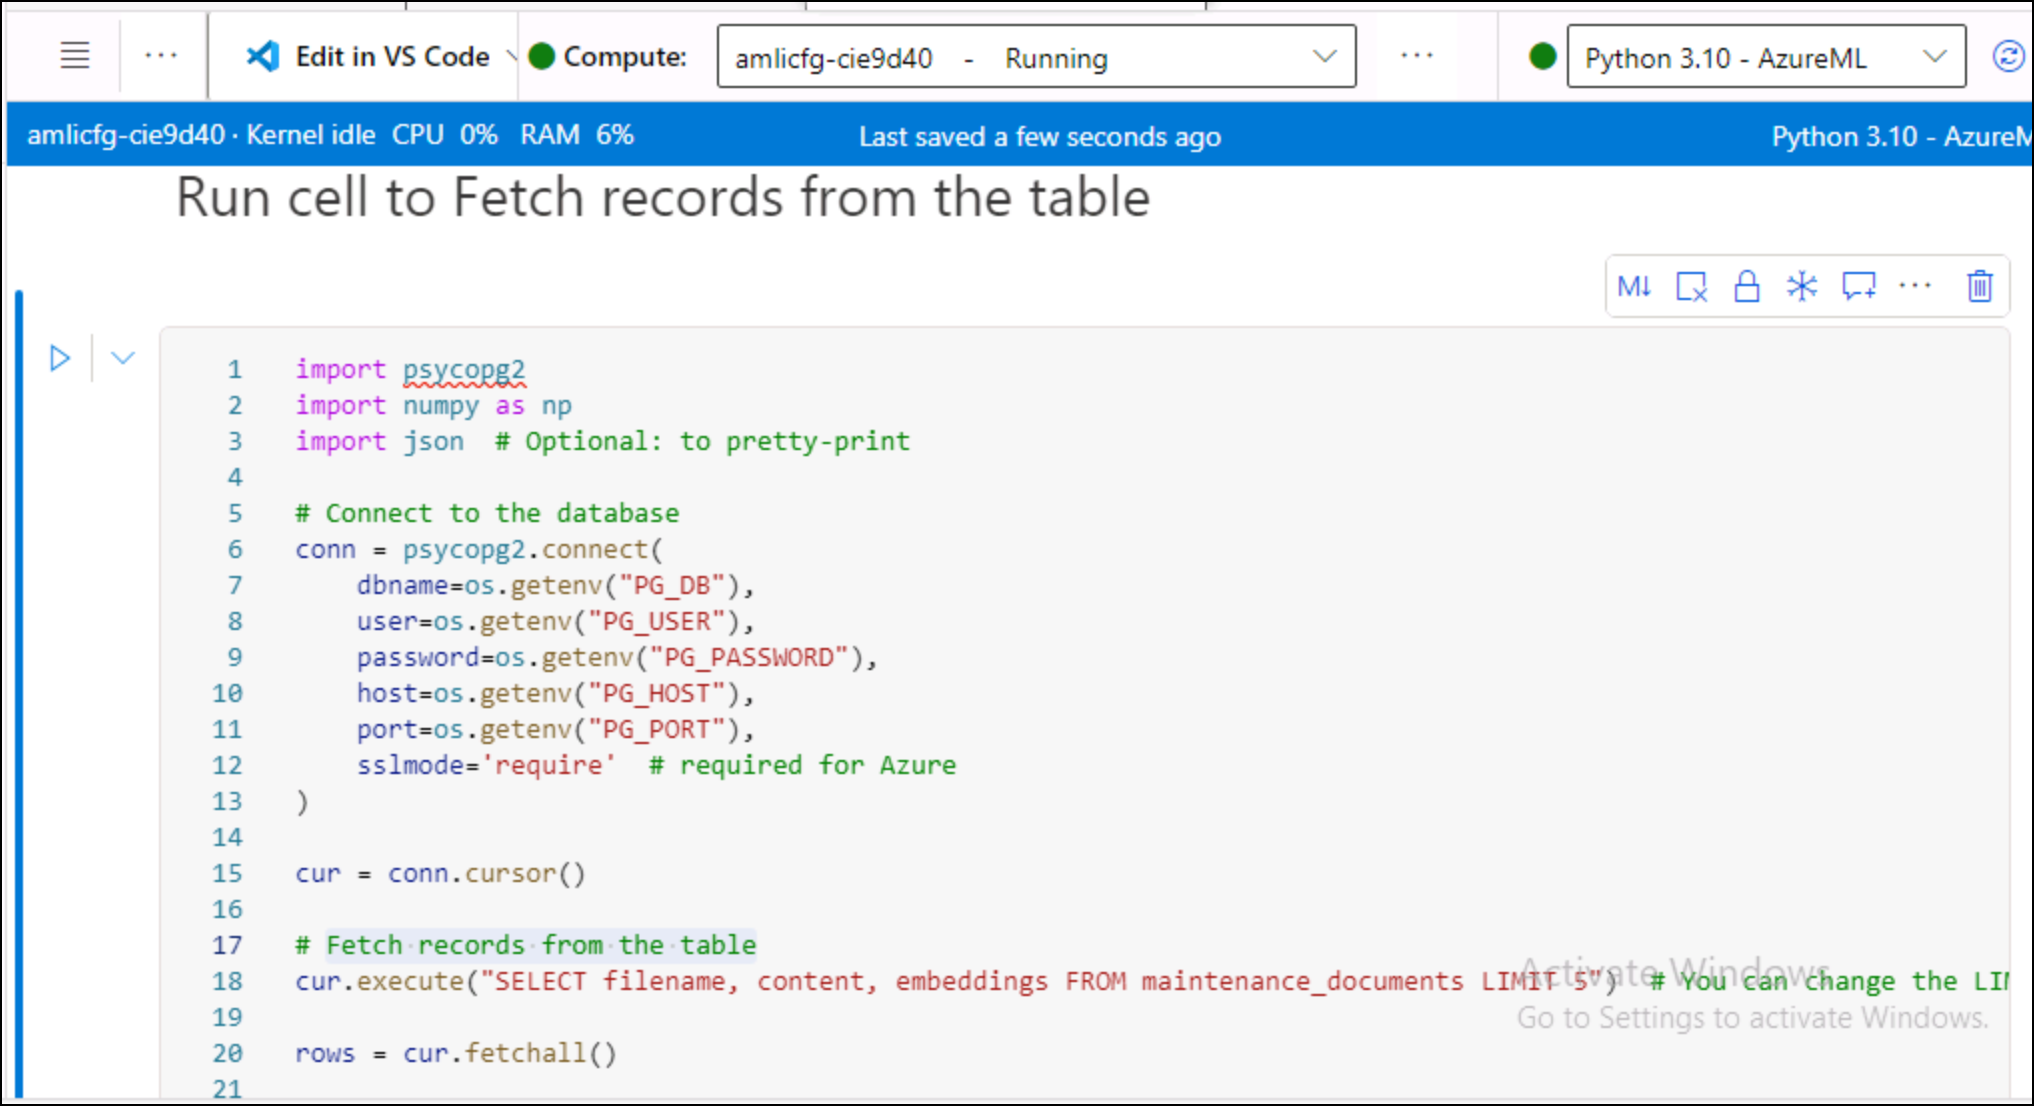 Edit in VS Code
Compute:
amlicfg-cie9d40 - Running
Python 3.10 - AzureML
amlicfg-cie9d40 · Kernel idle CPU 0% RAM 6%
Last saved a few seconds ago
Python 3.10 - AzureM
Run cell to Fetch records from the table
M↓
1 import psycopg2
2 import numpy as np
3 import json  # Optional: to pretty-print
4
5 # Connect to the database
6 conn = psycopg2.connect(
7     dbname=os.getenv("PG_DB"),
8     user=os.getenv("PG_USER"),
9     password=os.getenv("PG_PASSWORD"),
10     host=os.getenv("PG_HOST"),
11     port=os.getenv("PG_PORT"),
12     sslmode='require'  # required for Azure
13 )
14
15 cur = conn.cursor()
16
17 # Fetch records from the table
18 cur.execute("SELECT filename, content, embeddings FROM maintenance_documents LIMIT 5")  # You can change the LI
Activate Windows
19
Go to Settings to activate Windows.
20 rows = cur.fetchall()
21